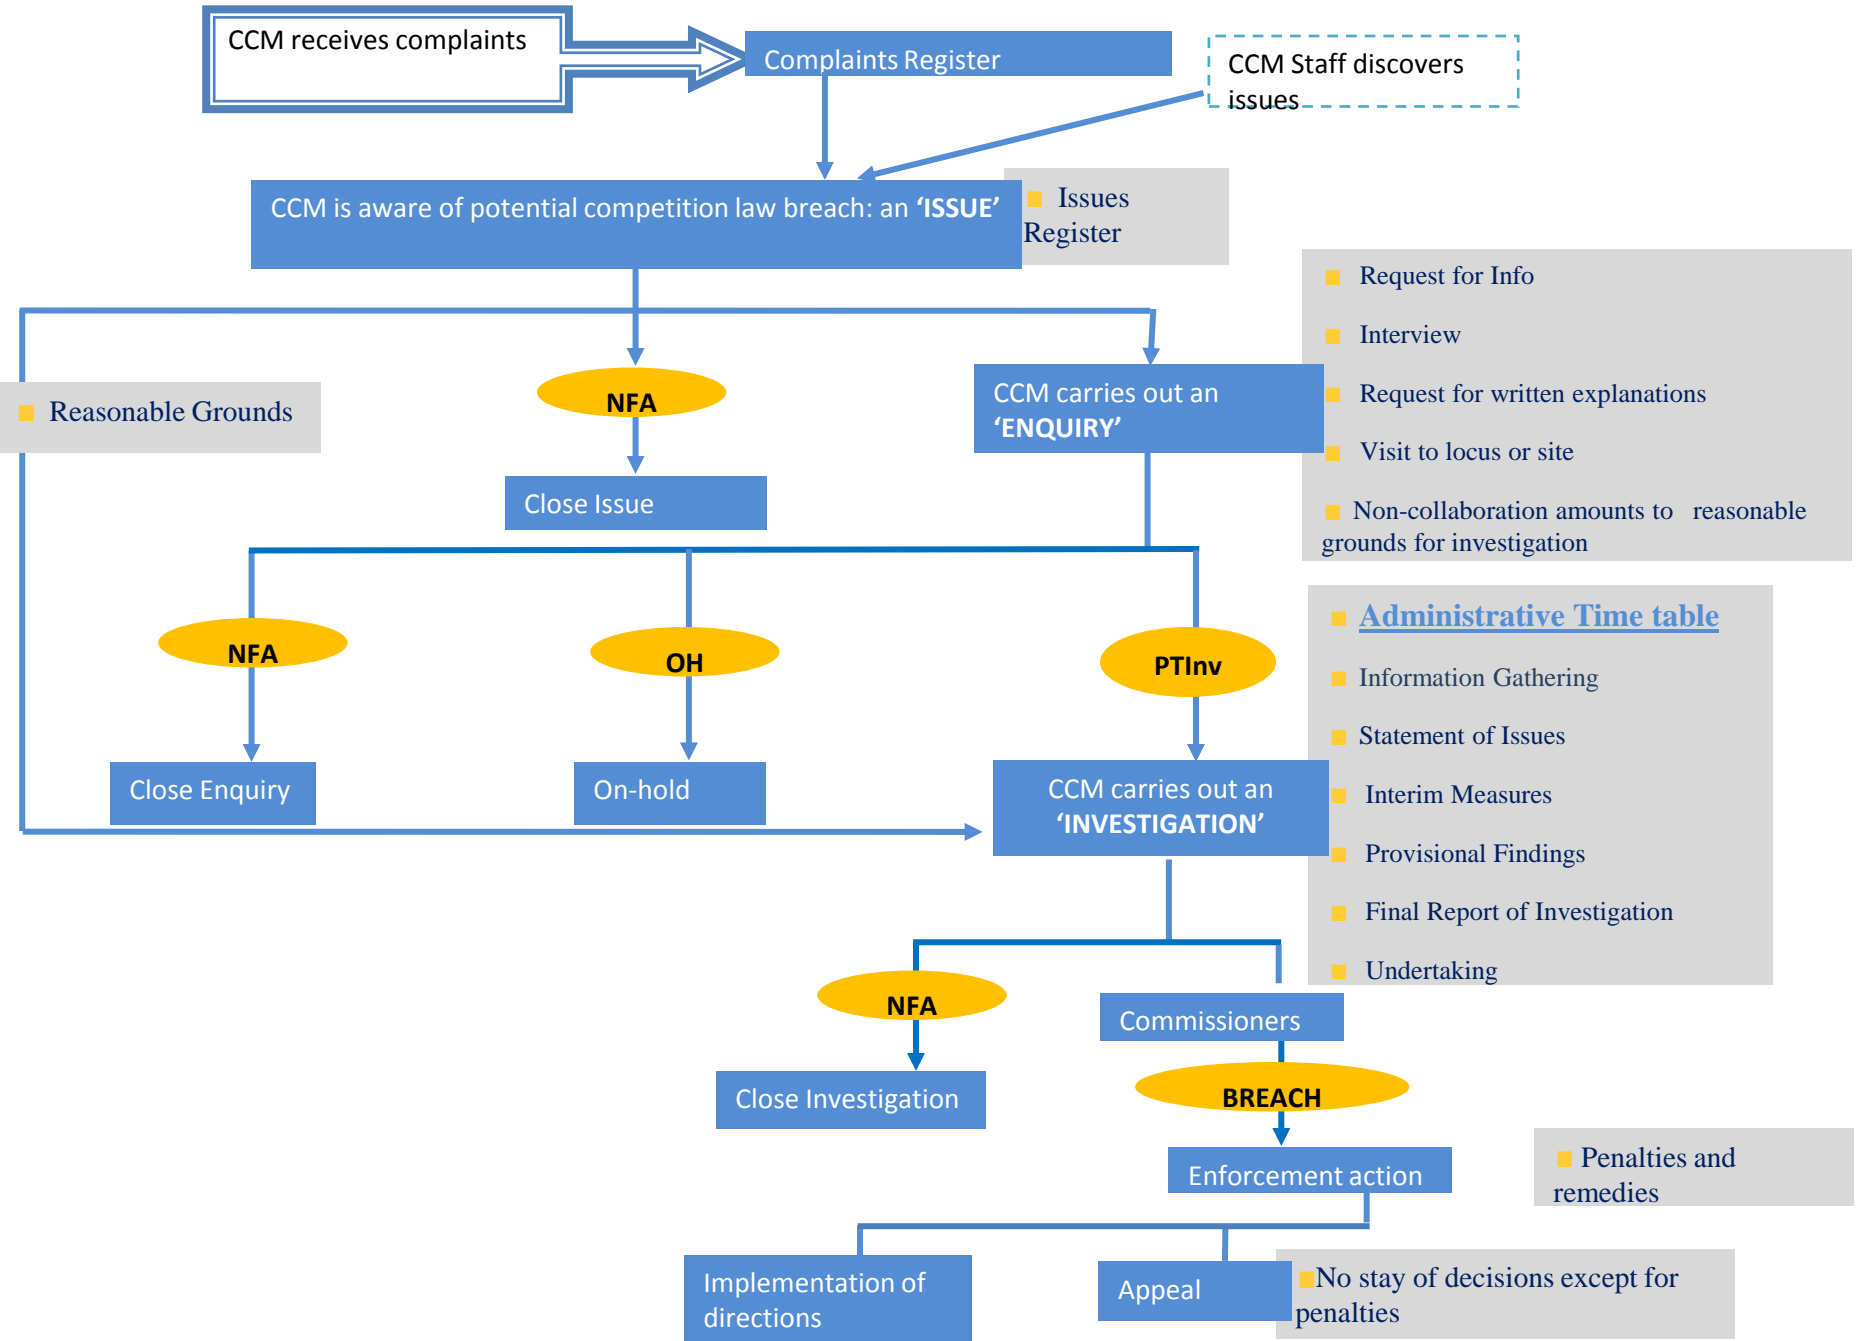 CCM receives complaints
Complaints Register
CCM Staff discovers
issues
CCM is aware of potential competition law breach: an ‘ISSUE’
Issues
Register
Request for Info
Interview
Request for written explanations
Visit to locus or site
Non-collaboration amounts to reasonable
grounds for investigation
Reasonable Grounds
NFA
CCM carries out an
‘ENQUIRY’
Close Issue
NFA
OH
PTInv
Close Enquiry
On-hold
CCM carries out an
‘INVESTIGATION’
Administrative Time table
Information Gathering
Statement of Issues
Interim Measures
Provisional Findings
Final Report of Investigation
Undertaking
NFA
Commissioners
Close Investigation
BREACH
Enforcement action
Penalties and
remedies
Implementation of
directions
Appeal
No stay of decisions except for
penalties